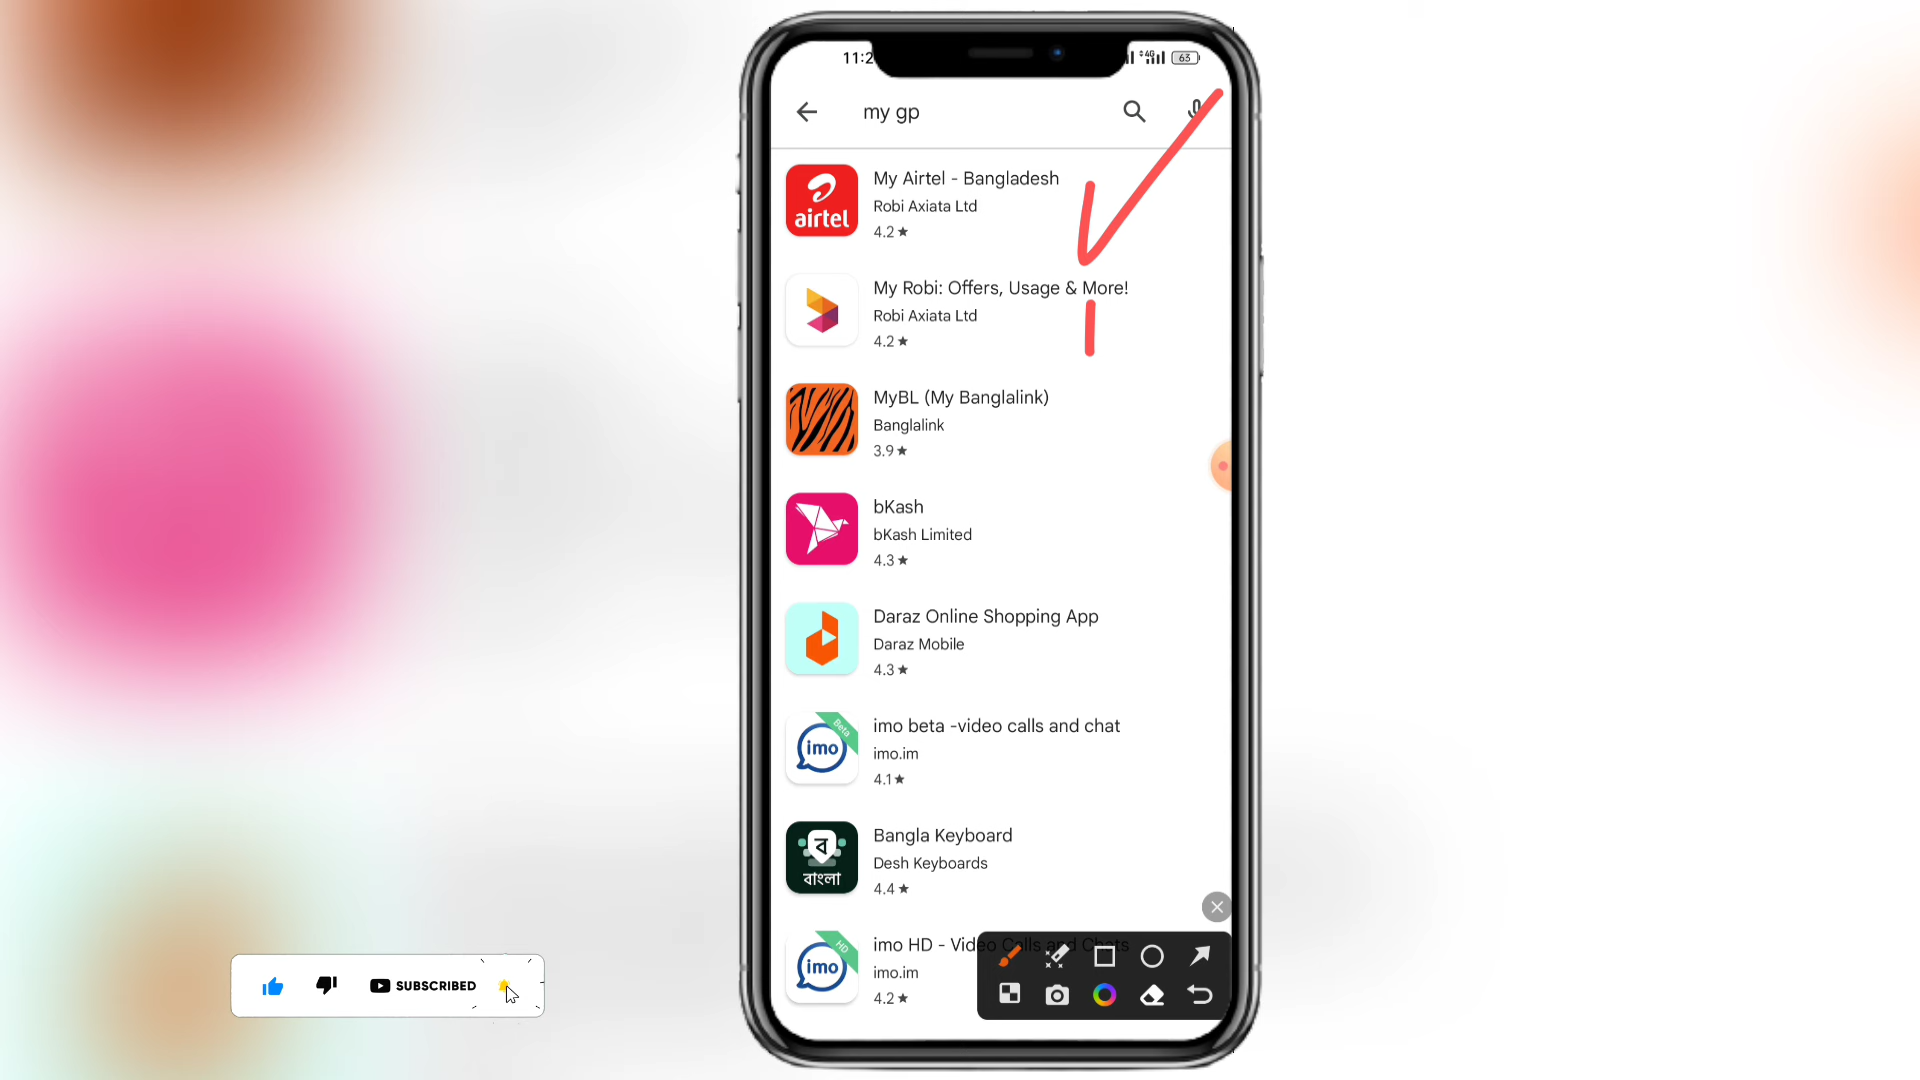 11:2
4G
63
my gp
My Airtel - Bangladesh
Robi Axiata Ltd
4.2 ★
airtel
My Robi: Offers, Usage & More!
Robi Axiata Ltd
4.2 ★
MyBL (My Banglalink)
Banglalink
3.9 ★
bKash
bKash Limited
4.3 ★
Daraz Online Shopping App
Daraz Mobile
4.3 ★
Beta
imo
imo beta -video calls and chat
imo.im
4.1 ★
ব
বাংলা
Bangla Keyboard
Desh Keyboards
4.4 ★
HD
imo
imo HD - Video Calls and Chats
imo.im
4.2 ★
SUBSCRIBED